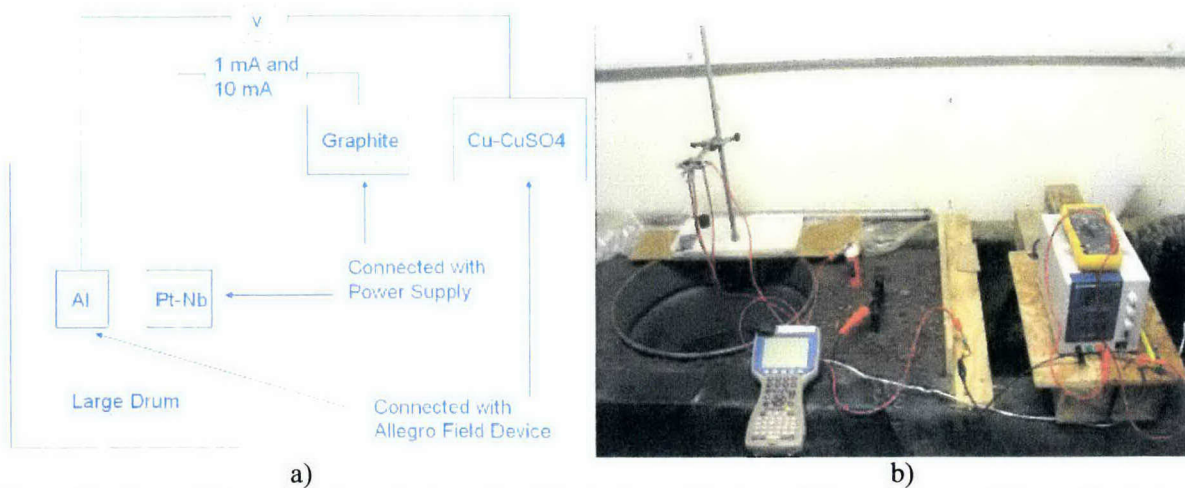 V
1 mA and
10 mA
Graphite
Cu-CuSO4
Al
Pt-Nb
Connected with
Power Supply
Large Drum
Connected with
Allegro Field Device
a)
b)